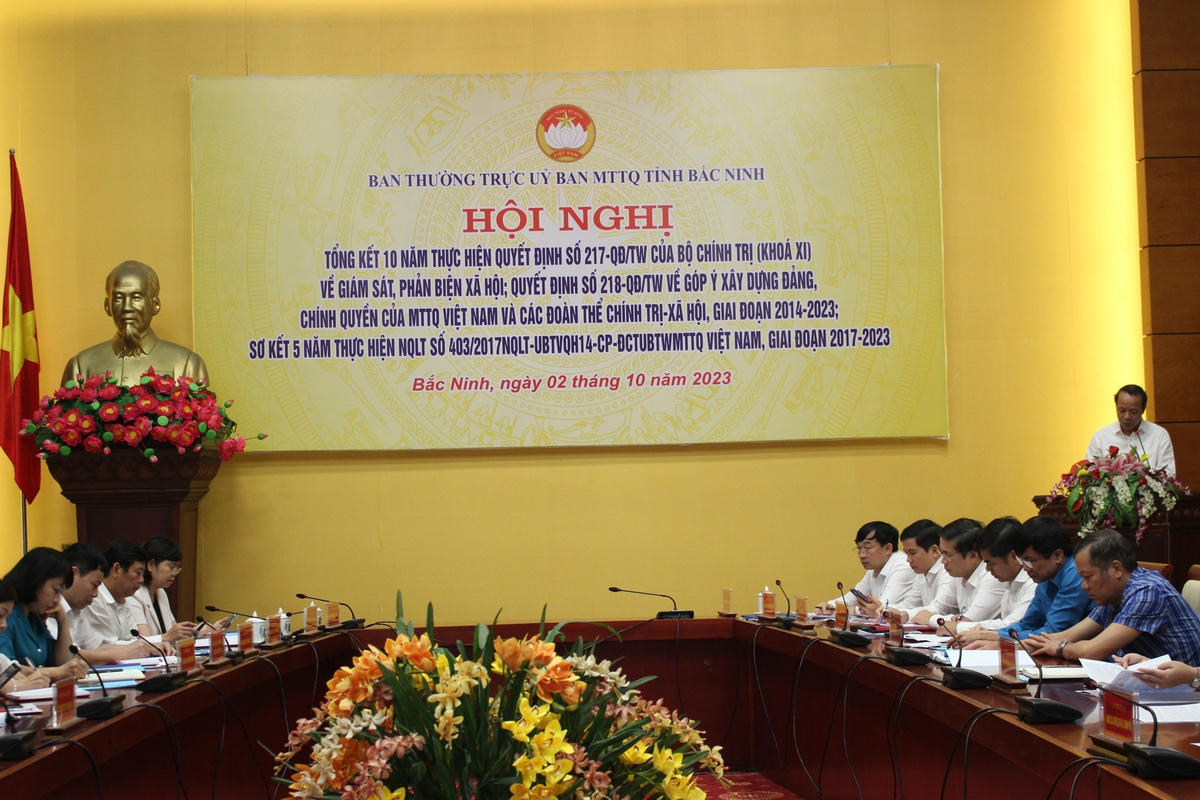 VIỆT NAM
BAN THƯỜNG TRỰC UỶ BAN MTTQ TỈNH BẮC NINH
HỘI NGHỊ
TỔNG KẾT 10 NĂM THỰC HIỆN QUYẾT ĐỊNH SỐ 217-QĐ/TW CỦA BỘ CHÍNH TRỊ (KHOÁ XI)
VỀ GIÁM SÁT, PHẢN BIỆN XÃ HỘI; QUYẾT ĐỊNH SỐ 218-QĐ/TW VỀ GÓP Ý XÂY DỰNG ĐẢNG,
CHÍNH QUYỀN CỦA MTTQ VIỆT NAM VÀ CÁC ĐOÀN THỂ CHÍNH TRỊ-XÃ HỘI, GIAI ĐOẠN 2014-2023;
SƠ KẾT 5 NĂM THỰC HIỆN NQLT SỐ 403/2017NQLT-UBTVQH14-CP-ĐCTUBTWMTTQ VIỆT NAM, GIAI ĐOẠN 2017-2023
Bắc Ninh, ngày 02 tháng 10 năm 2023